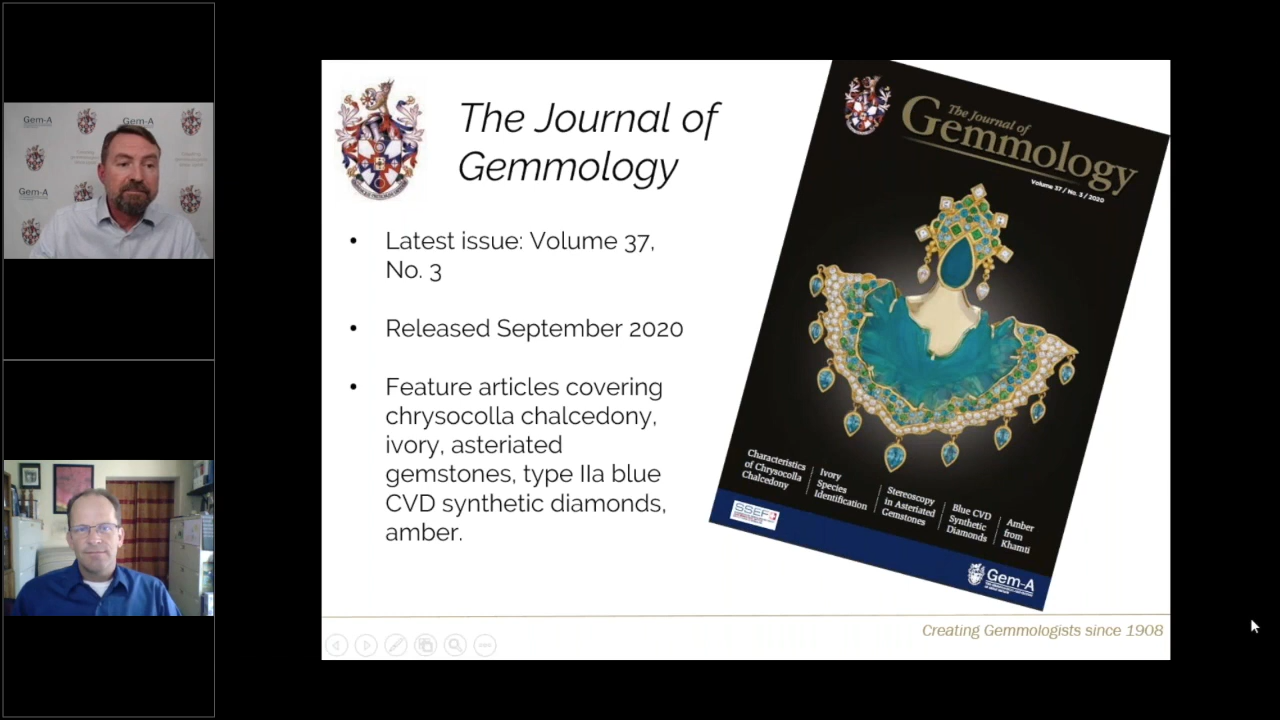 Gem-A
Gem-A
Gem-A
The Journal of
Gemmology
• Latest issue: Volume 37,
No. 3
• Released September 2020
• Feature articles covering
chrysocolla chalcedony,
ivory, asteriated
gemstones, type IIa blue
CVD synthetic diamonds,
amber.
The Journal of
Gemmology
Volume 37 / No. 3 / 2020
Characteristics
of Chrysocolla
Chalcedony
Ivory
Species
Identification
Stereoscopy
in Asteriated
Gemstones
Blue CVD
Synthetic
Diamonds
Amber
from
Khamti
SSEF
Gem-A
Creating Gemmologists since 1908